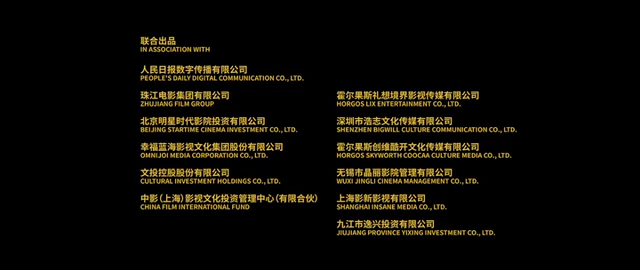 联合出品
IN ASSOCIATION WITH
人民日报数字传播有限公司
PEOPLE'S DAILY DIGITAL COMMUNICATION CO., LTD.
珠江电影集团有限公司
ZHUJIANG FILM GROUP
北京明星时代影院投资有限公司
BEIJING STARTIME CINEMA INVESTMENT CO., LTD.
幸福蓝海影视文化集团股份有限公司
OMNIJOI MEDIA CORPORATION CO., LTD.
文投控股股份有限公司
CULTURAL INVESTMENT HOLDINGS CO., LTD.
中影（上海）影视文化投资管理中心（有限合伙）
CHINA FILM INTERNATIONAL FUND
霍尔果斯礼想境界影视传媒有限公司
HORGOS LIX ENTERTAINMENT CO., LTD.
深圳市浩志文化传媒有限公司
SHENZHEN BIGWILL CULTURE COMMUNICATION CO., LTD.
霍尔果斯创维酷开文化传媒有限公司
HORGOS SKYWORTH COOCAA CULTURE MEDIA CO., LTD.
无锡市晶丽影院管理有限公司
WUXI JINGLI CINEMA MANAGEMENT CO., LTD.
上海影新影视有限公司
SHANGHAI INSANE MEDIA CO., LTD.
九江市逸兴投资有限公司
JIUJIANG PROVINCE YIXING INVESTMENT CO., LTD.